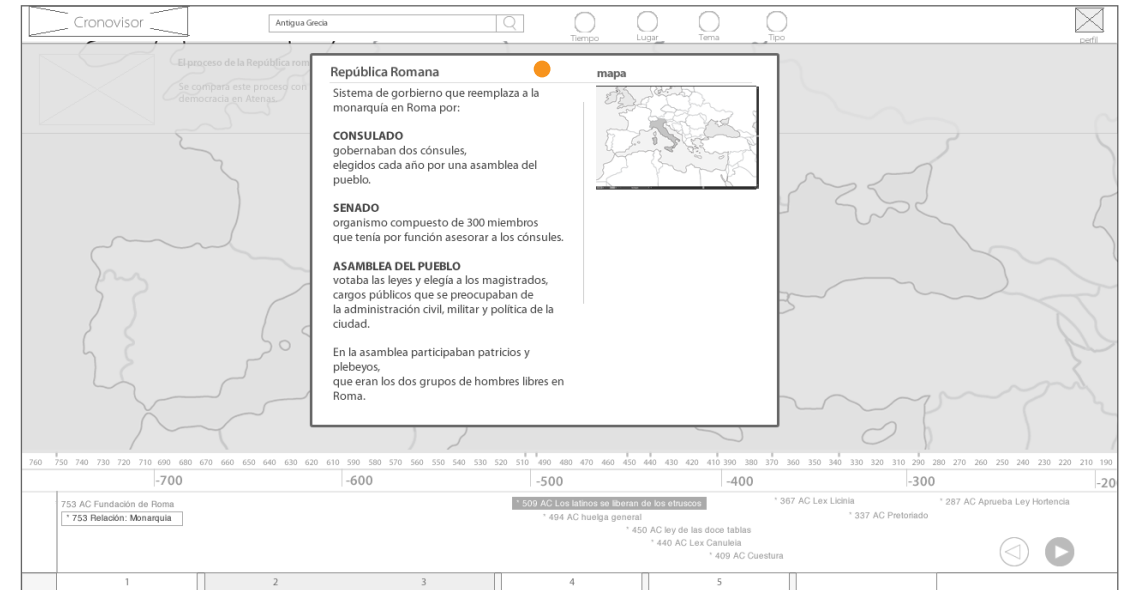 Cronovisor
Antigua Grecia
Tiempo
Lugar
Tema
Tipo
perfil
El proceso de la República rom
Se compara este proceso con
democracia en Atenas.
República Romana
mapa
Sistema de gorbierno que reemplaza a la
monarquía en Roma por:
CONSULADO
gobernaban dos cónsules,
elegidos cada año por una asamblea del
pueblo.
SENADO
organismo compuesto de 300 miembros
que tenía por función asesorar a los cónsules.
ASAMBLEA DEL PUEBLO
votaba las leyes y elegía a los magistrados,
cargos públicos que se preocupaban de
la administración civil, militar y política de la
ciudad.
En la asamblea participaban patricios y
plebeyos,
que eran los dos grupos de hombres libres en
Roma.
760 750 740 730 720 710 690 680 670 660 650 640 630 620 610 590 580 570 560 550 540 530 520 510 490 480 470 460 450 440 430 420 410 390 380 370 360 350 340 330 320 310 290 280 270 260 250 240 230 220 210 190
-700 -600 -500 -400 -300 -20
753 AC Fundación de Roma
* 753 Relación: Monarquía
* 509 AC Los latinos se liberan de los etruscos
* 494 AC huelga general
* 450 AC ley de las doce tablas
* 440 AC Lex Canuleia
* 409 AC Cuestura
* 367 AC Lex Licinia
* 337 AC Pretoriado
* 287 AC Aprueba Ley Hortencia
1 2 3 4 5